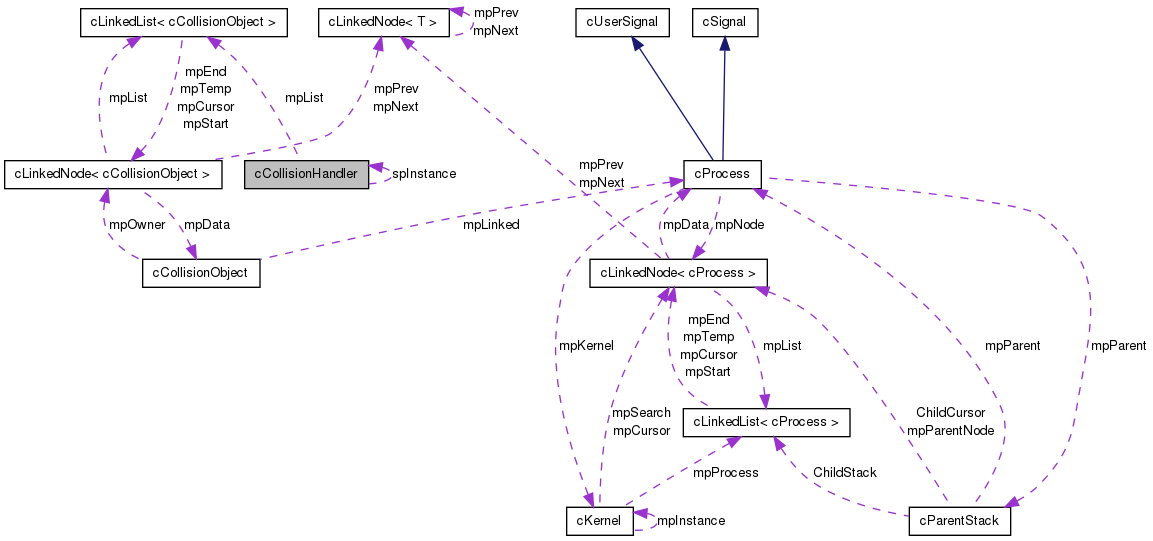 cLinkedList< cCollisionObject >
cLinkedNode< T >
mpPrev
mpNext
cUserSignal
cSignal
mpList
mpEnd
mpTemp
mpCursor
mpStart
mpList
mpPrev
mpNext
cLinkedNode< cCollisionObject >
cCollisionHandler
spInstance
mpPrev
mpNext
cProcess
mpOwner
mpData
mpLinked
mpData
mpNode
cCollisionObject
cLinkedNode< cProcess >
mpKernel
mpEnd
mpTemp
mpCursor
mpStart
mpList
mpParent
mpParent
mpSearch
mpCursor
cLinkedList< cProcess >
ChildCursor
mpParentNode
mpProcess
ChildStack
cKernel
mpInstance
cParentStack